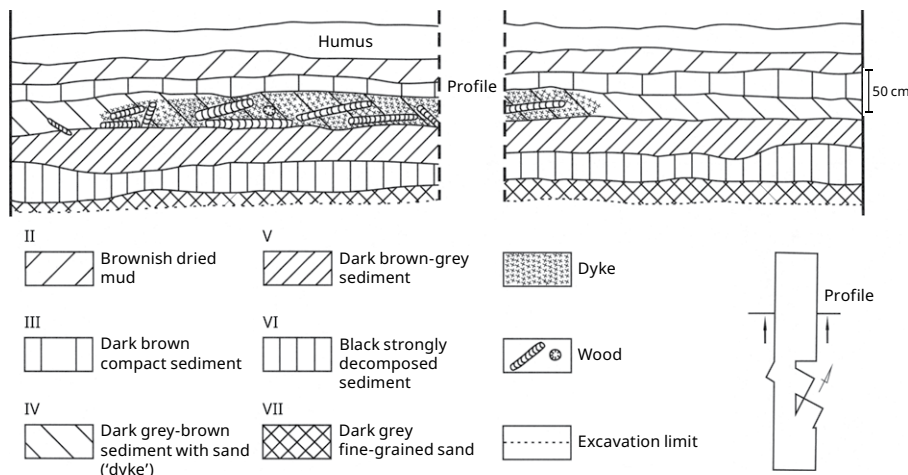 Humus
Profile
50 cm
II
Brownish dried
mud
III
Dark brown
compact sediment
IV
Dark grey-brown
sediment with sand
(‘dyke’)
V
Dark brown-grey
sediment
VI
Black strongly
decomposed
sediment
VII
Dark grey
fine-grained sand
Dyke
Wood
Excavation limit
Profile